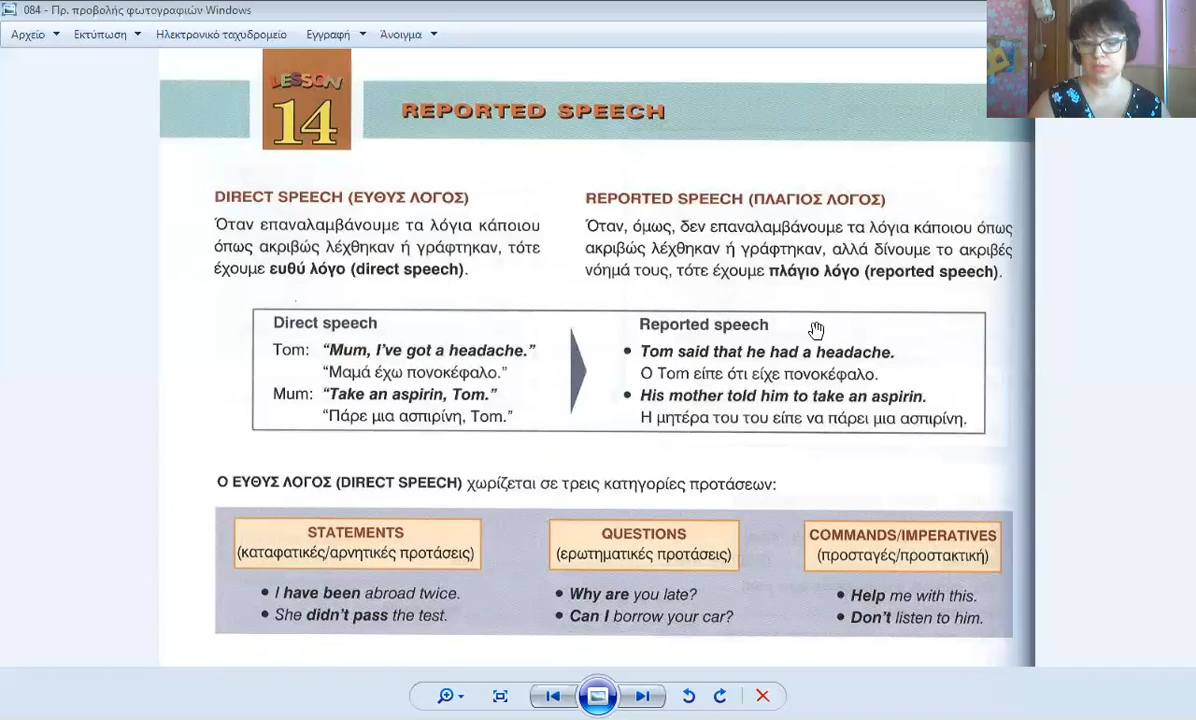 084 - Πρ. προβολής φωτογραφιών Windows
Αρχείο Εκτύπωση Ηλεκτρονικό ταχυδρομείο Εγγραφή Άνοιγμα
LESSON
14
REPORTED SPEECH
DIRECT SPEECH (ΕΥΘΥΣ ΛΟΓΟΣ)
Όταν επαναλαμβάνουμε τα λόγια κάποιου
όπως ακριβώς λέχθηκαν ή γράφτηκαν, τότε
έχουμε ευθύ λόγο (direct speech).
REPORTED SPEECH (ΠΛΑΓΙΟΣ ΛΟΓΟΣ)
Όταν, όμως, δεν επαναλαμβάνουμε τα λόγια κάποιου όπως
ακριβώς λέχθηκαν ή γράφτηκαν, αλλά δίνουμε το ακριβές
νόημά τους, τότε έχουμε πλάγιο λόγο (reported speech).
Direct speech
Tom: “Mum, I’ve got a headache.”
“Μαμά έχω πονοκέφαλο.”
Mum: “Take an aspirin, Tom.”
“Πάρε μια ασπιρίνη, Tom.”
Reported speech
• Tom said that he had a headache.
Ο Tom είπε ότι είχε πονοκέφαλο.
• His mother told him to take an aspirin.
Η μητέρα του του είπε να πάρει μια ασπιρίνη.
Ο ΕΥΘΥΣ ΛΟΓΟΣ (DIRECT SPEECH) χωρίζεται σε τρεις κατηγορίες προτάσεων:
STATEMENTS
(καταφατικές/αρνητικές προτάσεις)
• I have been abroad twice.
• She didn’t pass the test.
QUESTIONS
(ερωτηματικές προτάσεις)
• Why are you late?
• Can I borrow your car?
COMMANDS/IMPERATIVES
(προσταγές/προστακτική)
• Help me with this.
• Don’t listen to him.